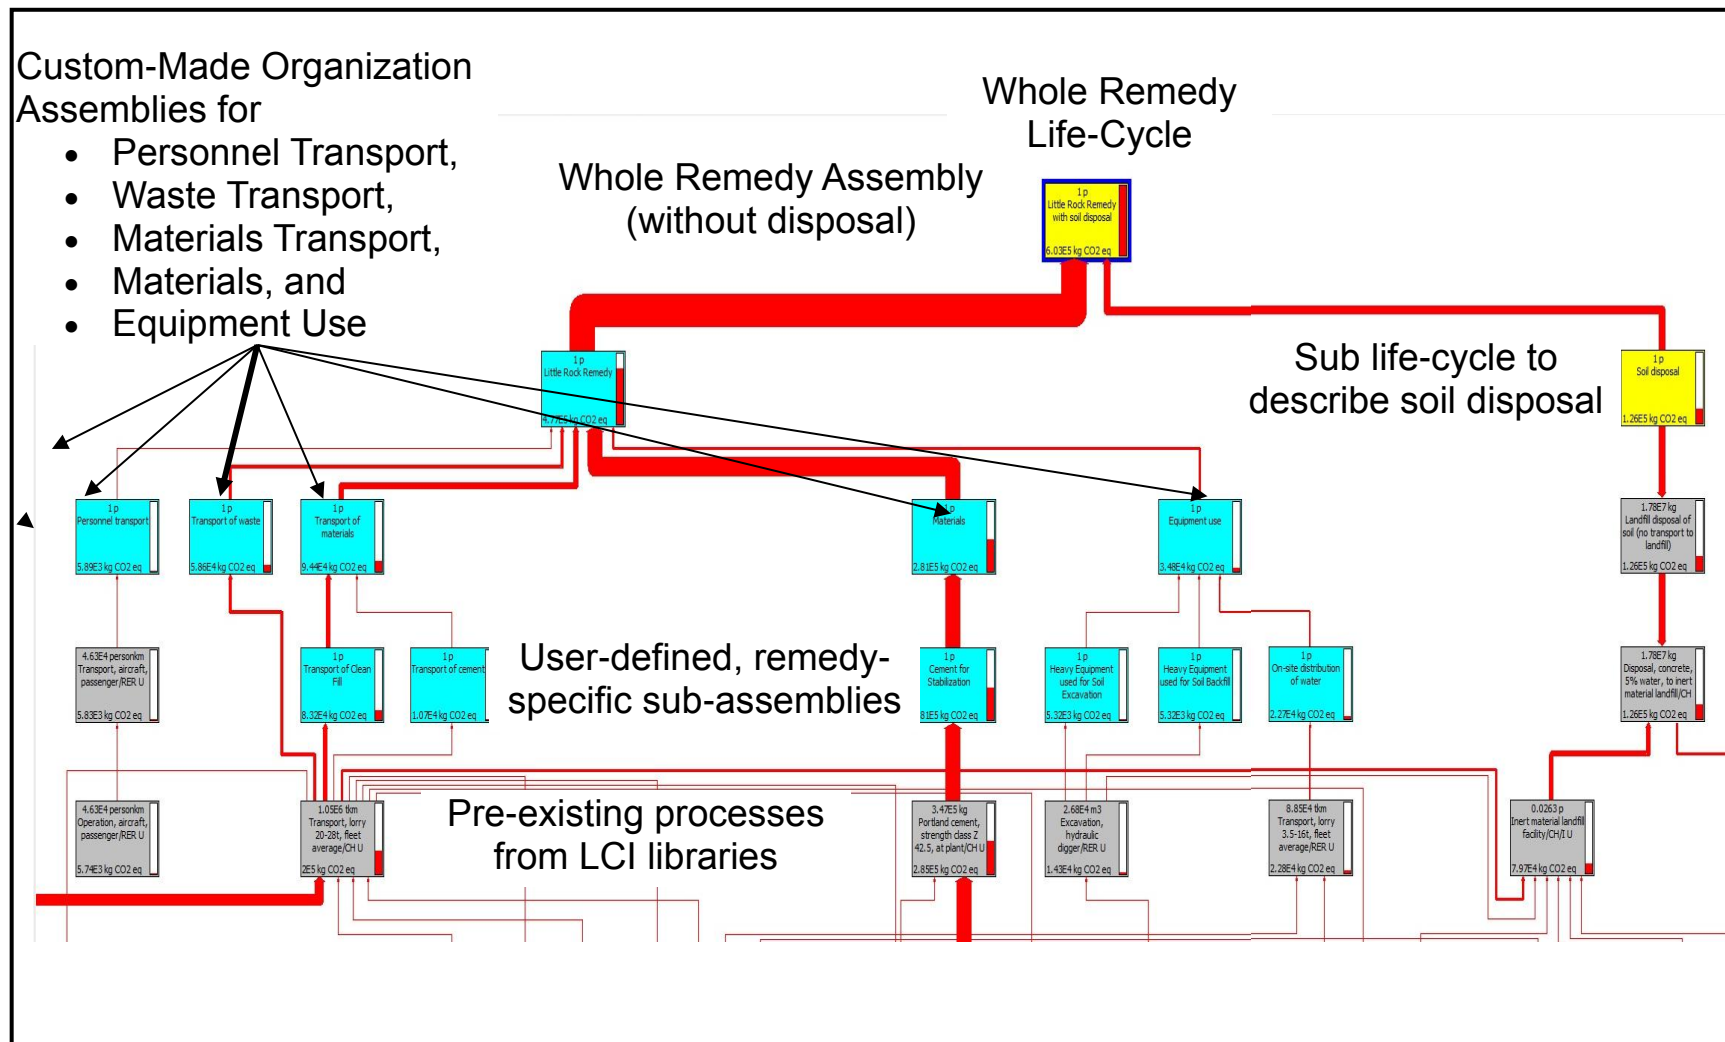 Custom-Made Organization
Assemblies for
• Personnel Transport,
• Waste Transport,
• Materials Transport,
• Materials, and
• Equipment Use
Whole Remedy
Life-Cycle
Whole Remedy Assembly
(without disposal)
1 p
Little Rock Remedy
with soil disposal
6.03E5 kg CO2 eq
1 p
Little Rock Remedy
4.77E5 kg CO2 eq
Sub life-cycle to
describe soil disposal
1 p
Soil disposal
1.26E5 kg CO2 eq
1 p
Personnel transport
5.89E3 kg CO2 eq
1 p
Transport of waste
5.86E4 kg CO2 eq
1 p
Transport of
materials
9.44E4 kg CO2 eq
1 p
Materials
2.81E5 kg CO2 eq
1 p
Equipment use
3.48E4 kg CO2 eq
1.78E7 kg
Landfill disposal of
soil (no transport to
landfill)
1.26E5 kg CO2 eq
4.63E4 personkm
Transport, aircraft,
passenger/RER U
5.83E3 kg CO2 eq
1 p
Transport of Clean
Fill
8.32E4 kg CO2 eq
1 p
Transport of cement
1.07E4 kg CO2 eq
User-defined, remedy-
specific sub-assemblies
1 p
Cement for
Stabilization
81E5 kg CO2 eq
1 p
Heavy Equipment
used for Soil
Excavation
5.32E3 kg CO2 eq
1 p
Heavy Equipment
used for Soil Backfill
5.32E3 kg CO2 eq
1 p
On-site distribution
of water
2.27E4 kg CO2 eq
1.78E7 kg
Disposal, concrete,
5% water, to inert
material landfill/CH
1.26E5 kg CO2 eq
4.63E4 personkm
Operation, aircraft,
passenger/RER U
5.74E3 kg CO2 eq
1.05E6 tkm
Transport, lorry
20-28t, fleet
average/CH U
2E5 kg CO2 eq
Pre-existing processes
from LCI libraries
3.47E5 kg
Portland cement,
strength class Z
42.5, at plant/CH U
2.85E5 kg CO2 eq
2.68E4 m3
Excavation,
hydraulic
digger/RER U
1.43E4 kg CO2 eq
8.85E4 tkm
Transport, lorry
3.5-16t, fleet
average/RER U
2.28E4 kg CO2 eq
0.0263 p
Inert material landfill
facility/CH/I U
7.97E4 kg CO2 eq